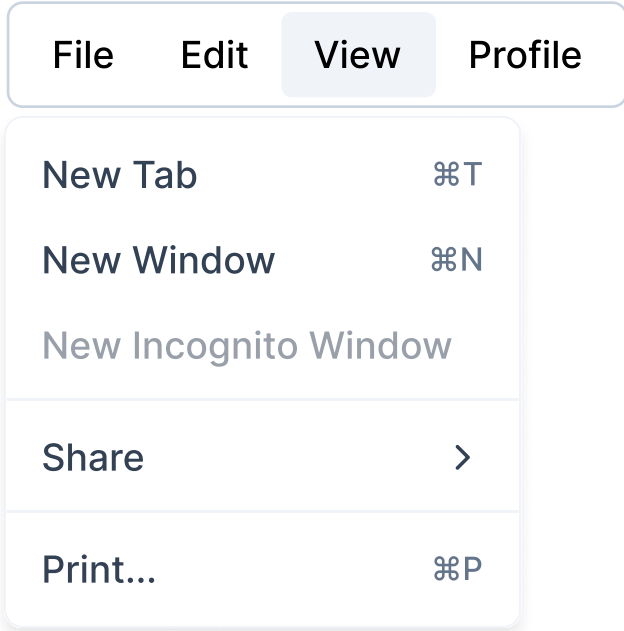 File Edit View Profile
New Tab ⌘T
New Window ⌘N
New Incognito Window
Share
Print... ⌘P